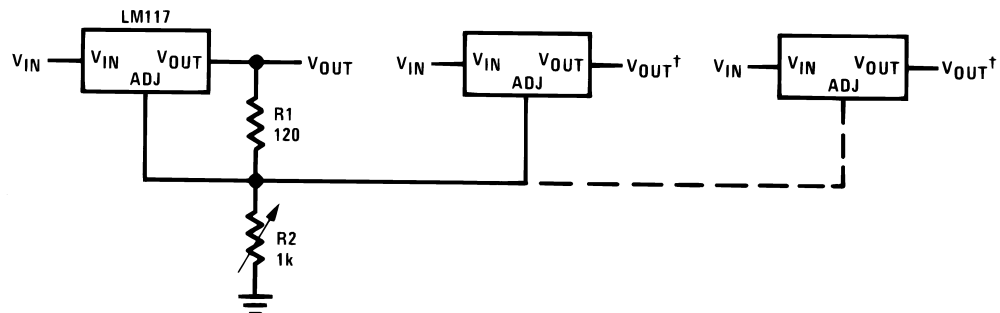 LM117
VIN VIN VOUT VOUT
ADJ
VIN VIN VOUT VOUT†
ADJ
VIN VIN VOUT VOUT†
ADJ
R1
120
R2
1k